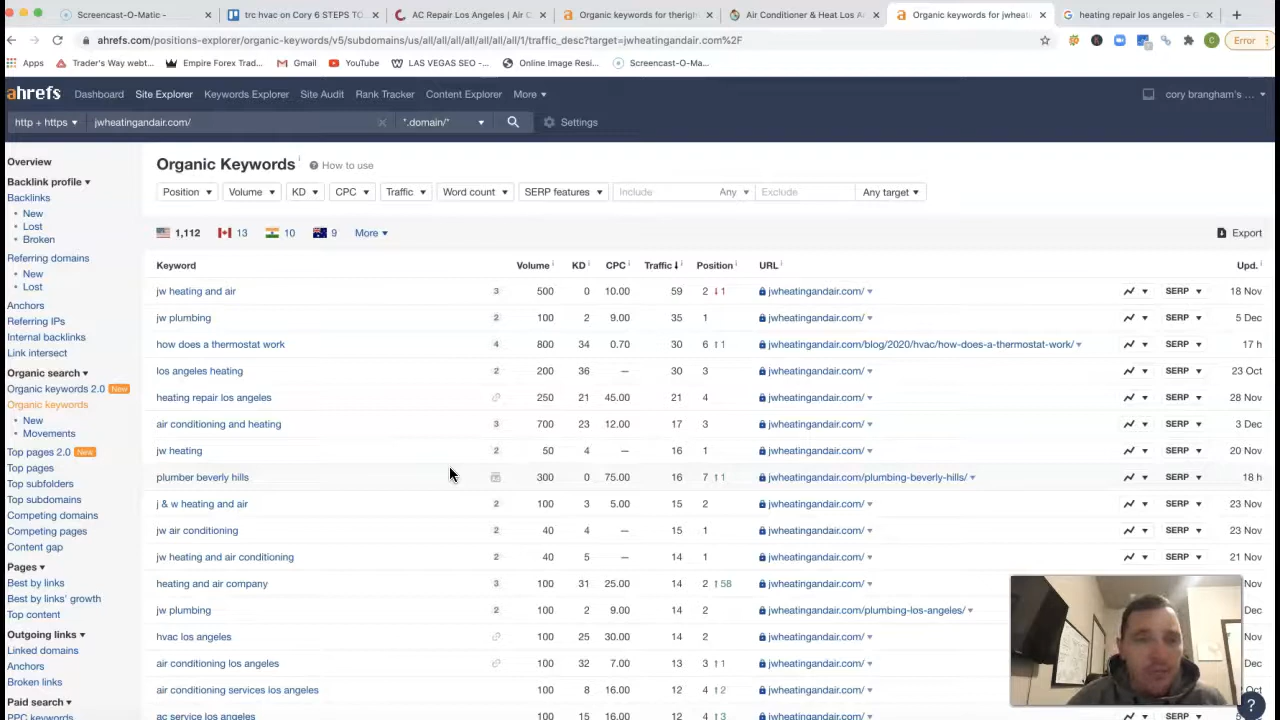 Screencast-O-Matic - × trc hvac on Cory 6 STEPS TO × AC Repair Los Angeles | Air C × Organic keywords for therigh × Air Conditioner & Heat Los A × Organic keywords for jwheati × heating repair los angeles - G × +
ahrefs.com/positions-explorer/organic-keywords/v5/subdomains/us/all/all/all/all/all/all/1/traffic_desc?target=jwheatingandair.com%2F C Error
Apps Trader's Way webt... Empire Forex Trad... Gmail YouTube LAS VEGAS SEO -... Online Image Resi... Screencast-O-Ma...
ahrefs Dashboard Site Explorer Keywords Explorer Site Audit Rank Tracker Content Explorer More cory brangham's ...
http + https jwheatingandair.com/ *.domain/* Settings
Overview
Backlink profile
Backlinks
• New
• Lost
• Broken
Referring domains
• New
• Lost
Anchors
Referring IPs
Internal backlinks
Link intersect
Organic search
Organic keywords 2.0 New
Organic keywords
• New
• Movements
Top pages 2.0 New
Top pages
Top subfolders
Top subdomains
Competing domains
Competing pages
Content gap
Pages
Best by links
Best by links' growth
Top content
Outgoing links
Linked domains
Anchors
Broken links
Paid search
PPC keywords
Organic Keywords i ? How to use
Position Volume KD CPC Traffic Word count SERP features Include Any Exclude Any target
1,112 13 10 9 More Export
Keyword Volume KD CPC Traffic Position URL Upd.
jw heating and air 3 500 0 10.00 59 2 ↓1 jwheatingandair.com/ SERP 18 Nov
jw plumbing 2 100 2 9.00 35 1 jwheatingandair.com/ SERP 5 Dec
how does a thermostat work 4 800 34 0.70 30 6 ↑1 jwheatingandair.com/blog/2020/hvac/how-does-a-thermostat-work/ SERP 17 h
los angeles heating 2 200 36 — 30 3 jwheatingandair.com/ SERP 23 Oct
heating repair los angeles 250 21 45.00 21 4 jwheatingandair.com/ SERP 28 Nov
air conditioning and heating 3 700 23 12.00 17 3 jwheatingandair.com/ SERP 3 Dec
jw heating 2 50 4 — 16 1 jwheatingandair.com/ SERP 20 Nov
plumber beverly hills 300 0 75.00 16 7 ↑1 jwheatingandair.com/plumbing-beverly-hills/ SERP 18 h
j & w heating and air 2 100 3 5.00 15 2 jwheatingandair.com/ SERP 23 Nov
jw air conditioning 2 40 4 — 15 1 jwheatingandair.com/ SERP 23 Nov
jw heating and air conditioning 2 40 5 — 14 1 jwheatingandair.com/ SERP 21 Nov
heating and air company 3 100 31 25.00 14 2 ↑58 jwheatingandair.com/ Nov
jw plumbing 2 100 2 9.00 14 2 jwheatingandair.com/plumbing-los-angeles/ Dec
hvac los angeles 100 25 30.00 14 2 jwheatingandair.com/ Nov
air conditioning los angeles 100 32 7.00 13 3 ↑1 jwheatingandair.com/ Dec
air conditioning services los angeles 100 8 16.00 12 4 ↑2 jwheatingandair.com/ Oct
ac service los angeles 100 15 16.00 12 4 ↑3 jwheatingandair.com/
?